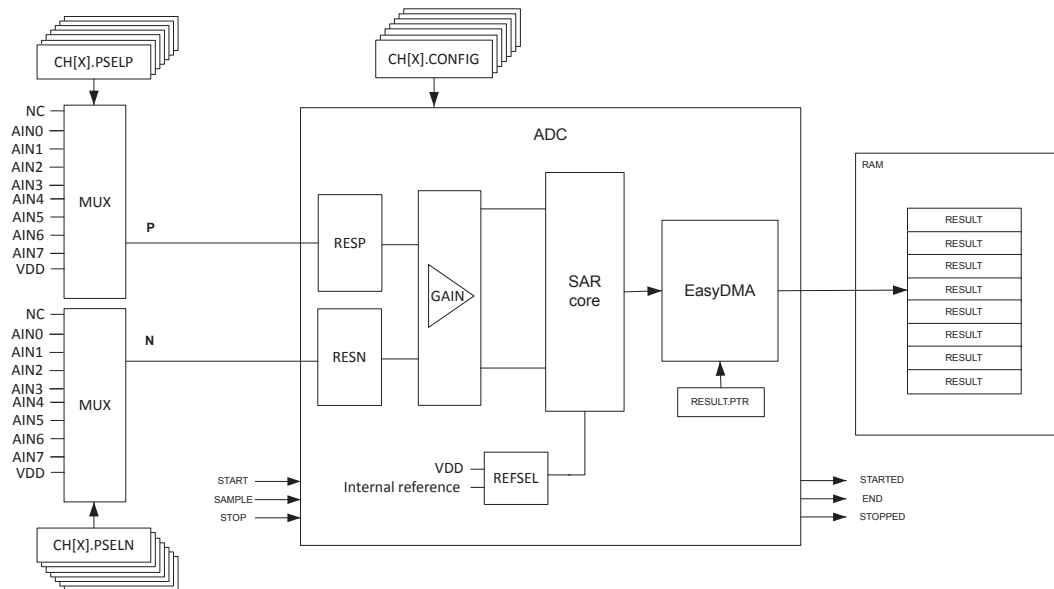 CH[X].PSELP
CH[X].CONFIG
NC
AIN0
AIN1
AIN2
AIN3
AIN4
AIN5
AIN6
AIN7
VDD
MUX
P
ADC
RESP
GAIN
SAR
core
EasyDMA
RAM
RESULT
RESULT
RESULT
RESULT
RESULT
RESULT
RESULT
RESULT
NC
AIN0
AIN1
AIN2
AIN3
AIN4
AIN5
AIN6
AIN7
VDD
MUX
N
RESN
RESULT.PTR
VDD
Internal reference
REFSEL
START
SAMPLE
STOP
STARTED
END
STOPPED
CH[X].PSELN